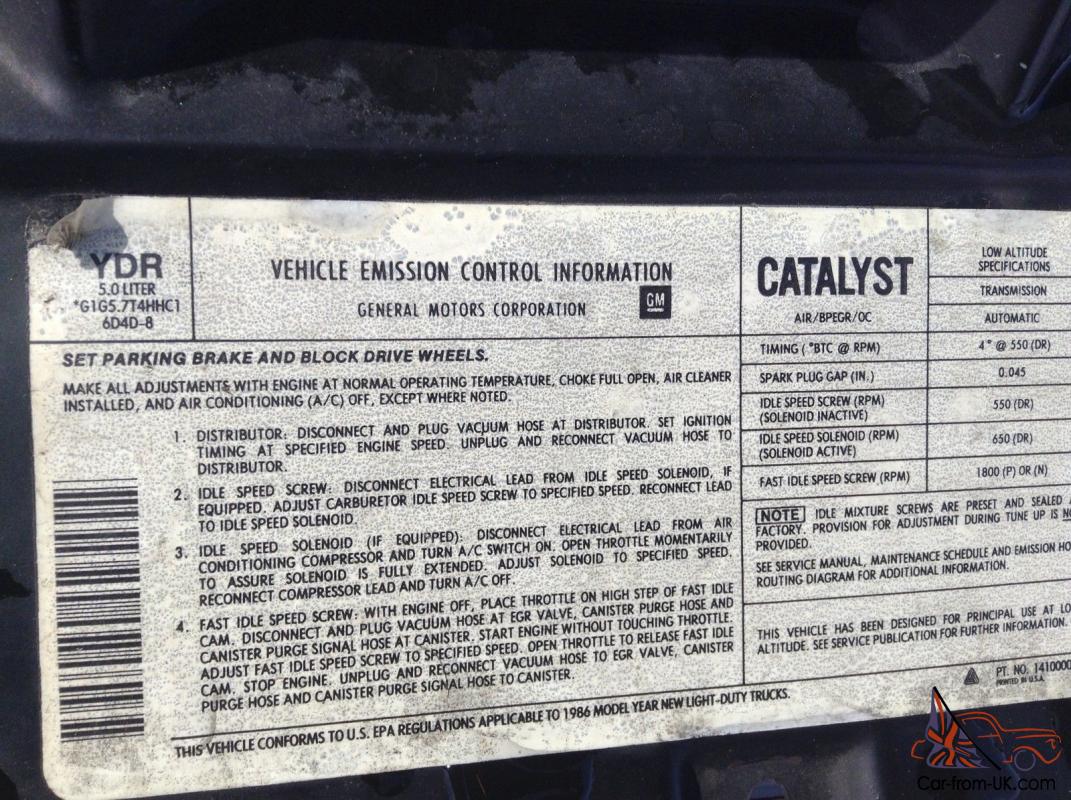 YDR
5.0 LITER
*G1G5.7T4HHC1
6D4D-8
VEHICLE EMISSION CONTROL INFORMATION
GENERAL MOTORS CORPORATION
GM
CATALYST
AIR/BPEGR/OC
LOW ALTITUDE
SPECIFICATIONS
TRANSMISSION
AUTOMATIC
SET PARKING BRAKE AND BLOCK DRIVE WHEELS.
MAKE ALL ADJUSTMENTS WITH ENGINE AT NORMAL OPERATING TEMPERATURE, CHOKE FULL OPEN, AIR CLEANER
INSTALLED, AND AIR CONDITIONING (A/C) OFF, EXCEPT WHERE NOTED.
1. DISTRIBUTOR: DISCONNECT AND PLUG VACUUM HOSE AT DISTRIBUTOR. SET IGNITION
TIMING AT SPECIFIED ENGINE SPEED. UNPLUG AND RECONNECT VACUUM HOSE TO
DISTRIBUTOR.
2. IDLE SPEED SCREW: DISCONNECT ELECTRICAL LEAD FROM IDLE SPEED SOLENOID, IF
EQUIPPED. ADJUST CARBURETOR IDLE SPEED SCREW TO SPECIFIED SPEED. RECONNECT LEAD
TO IDLE SPEED SOLENOID.
3. IDLE SPEED SOLENOID (IF EQUIPPED): DISCONNECT ELECTRICAL LEAD FROM AIR
CONDITIONING COMPRESSOR AND TURN A/C SWITCH ON. OPEN THROTTLE MOMENTARILY
TO ASSURE SOLENOID IS FULLY EXTENDED. ADJUST SOLENOID TO SPECIFIED SPEED.
RECONNECT COMPRESSOR LEAD AND TURN A/C OFF.
4. FAST IDLE SPEED SCREW: WITH ENGINE OFF, PLACE THROTTLE ON HIGH STEP OF FAST IDLE
CAM. DISCONNECT AND PLUG VACUUM HOSE AT EGR VALVE, CANISTER PURGE HOSE AND
CANISTER PURGE SIGNAL HOSE AT CANISTER. START ENGINE WITHOUT TOUCHING THROTTLE.
ADJUST FAST IDLE SPEED SCREW TO SPECIFIED SPEED. OPEN THROTTLE TO RELEASE FAST IDLE
CAM. STOP ENGINE. UNPLUG AND RECONNECT VACUUM HOSE TO EGR VALVE, CANISTER
PURGE HOSE AND CANISTER PURGE SIGNAL HOSE TO CANISTER.
THIS VEHICLE CONFORMS TO U.S. EPA REGULATIONS APPLICABLE TO 1986 MODEL YEAR NEW LIGHT-DUTY TRUCKS.
TIMING (°BTC @ RPM) 4° @ 550 (DR)
SPARK PLUG GAP (IN.) 0.045
IDLE SPEED SCREW (RPM)
(SOLENOID INACTIVE) 550 (DR)
IDLE SPEED SOLENOID (RPM)
(SOLENOID ACTIVE) 650 (DR)
FAST IDLE SPEED SCREW (RPM) 1800 (P) OR (N)
NOTE IDLE MIXTURE SCREWS ARE PRESET AND SEALED
FACTORY. PROVISION FOR ADJUSTMENT DURING TUNE UP IS
PROVIDED.
SEE SERVICE MANUAL, MAINTENANCE SCHEDULE AND EMISSION HO
ROUTING DIAGRAM FOR ADDITIONAL INFORMATION.
THIS VEHICLE HAS BEEN DESIGNED FOR PRINCIPAL USE AT LO
ALTITUDE. SEE SERVICE PUBLICATION FOR FURTHER INFORMATION.
PT. NO. 1410000
PRINTED IN U.S.A.
Car-from-UK.com